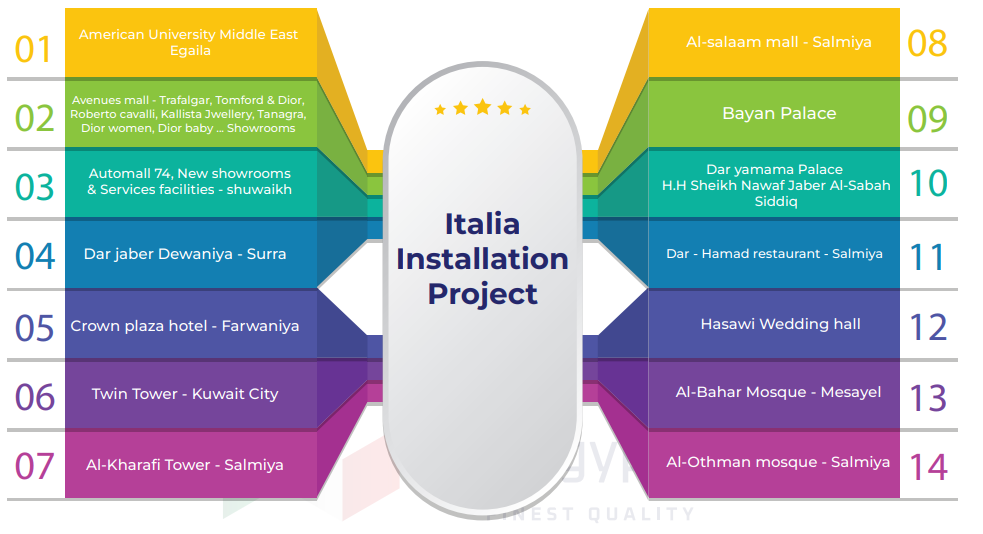 01
American University Middle East
Egaila
02
Avenues mall - Trafalgar, Tomford & Dior,
Roberto cavalli, Kallista Jwellery, Tanagra,
Dior women, Dior baby ... Showrooms
03
Automall 74, New showrooms
& Services facilities - shuwaikh
04
Dar jaber Dewaniya - Surra
05
Crown plaza hotel - Farwaniya
06
Twin Tower - Kuwait City
07
Al-Kharafi Tower - Salmiya
Italia
Installation
Project
08
Al-salaam mall - Salmiya
09
Bayan Palace
10
Dar yamama Palace
H.H Sheikh Nawaf Jaber Al-Sabah
Siddiq
11
Dar - Hamad restaurant - Salmiya
12
Hasawi Wedding hall
13
Al-Bahar Mosque - Mesayel
14
Al-Othman mosque - Salmiya
QUALITY